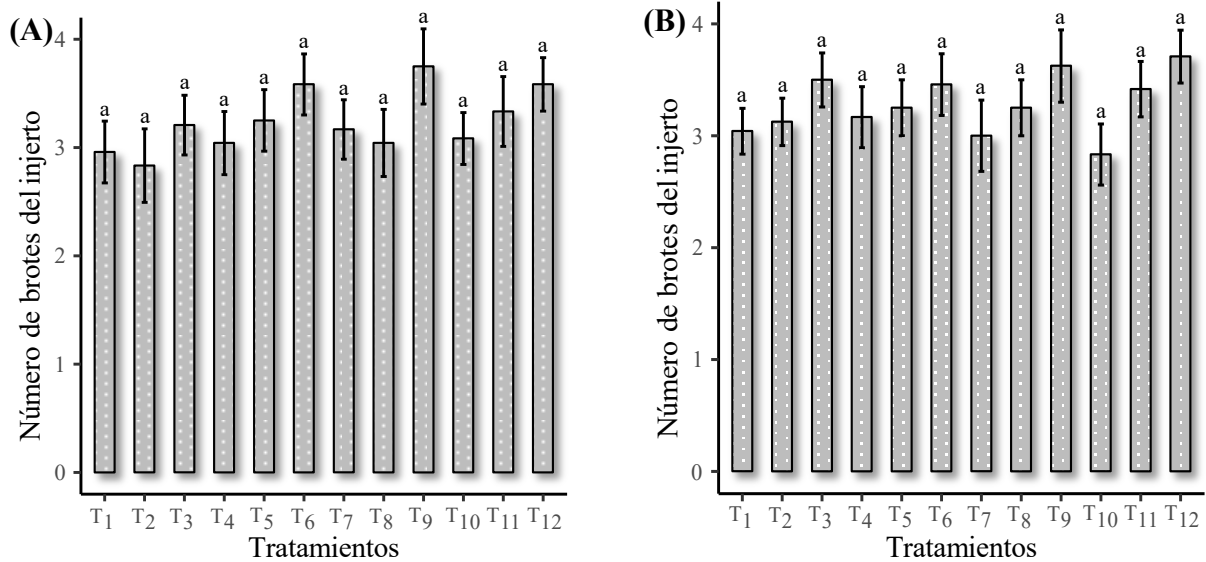 (A)
Número de brotes del injerto
4
3
2
1
0
a a a a a a a a a a a a
T1 T2 T3 T4 T5 T6 T7 T8 T9 T10 T11 T12
Tratamientos
(B)
Número de brotes del injerto
4
3
2
1
0
a a a a a a a a a a a a
T1 T2 T3 T4 T5 T6 T7 T8 T9 T10 T11 T12
Tratamientos